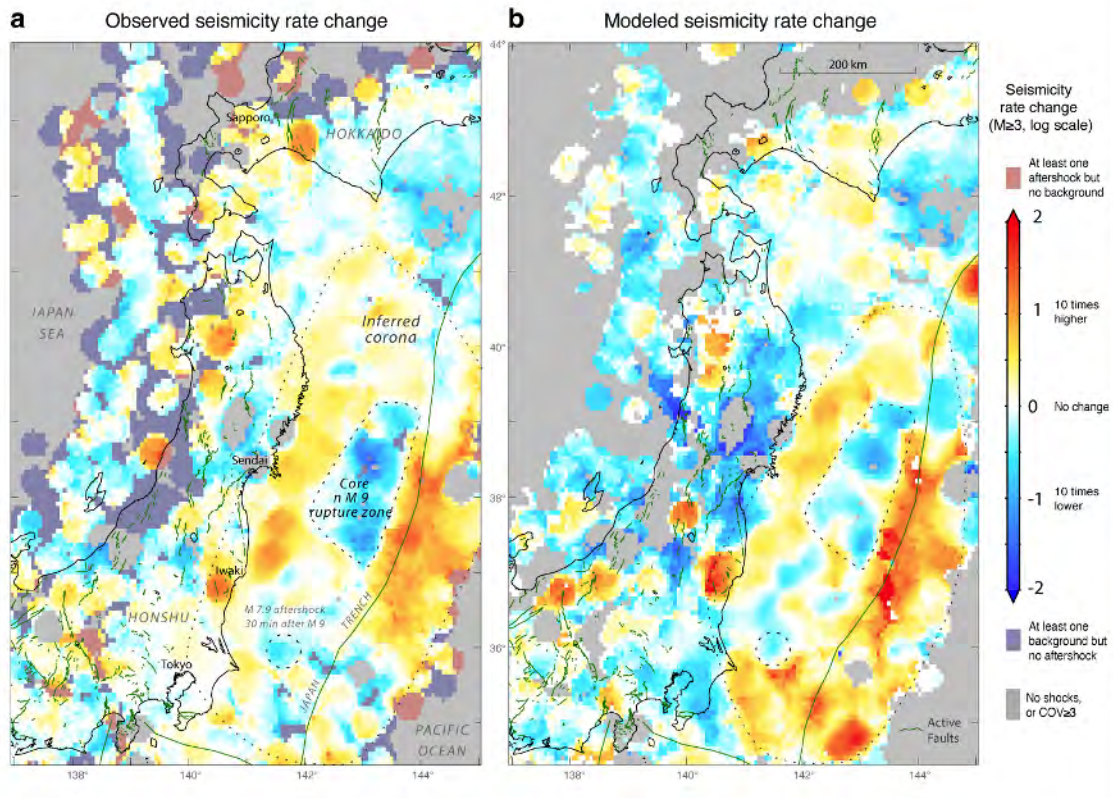 a Observed seismicity rate change
b Modeled seismicity rate change
44°
42°
40°
38°
36°
138°
140°
142°
144°
138°
140°
142°
144°
Sapporo
HOKKAIDO
JAPAN
SEA
Inferred
corona
Sendai
Core
n M 9
rupture zone
Iwaki
HONSHU
M 7.9 aftershock
30 min after M 9
TRENCH
JAPAN
Tokyo
PACIFIC
OCEAN
200 km
Active
Faults
Seismicity
rate change
(M≥3, log scale)
At least one
aftershock but
no background
2
1 10 times
higher
0 No change
-1 10 times
lower
-2
At least one
background but
no aftershock
No shocks,
or COV≥3